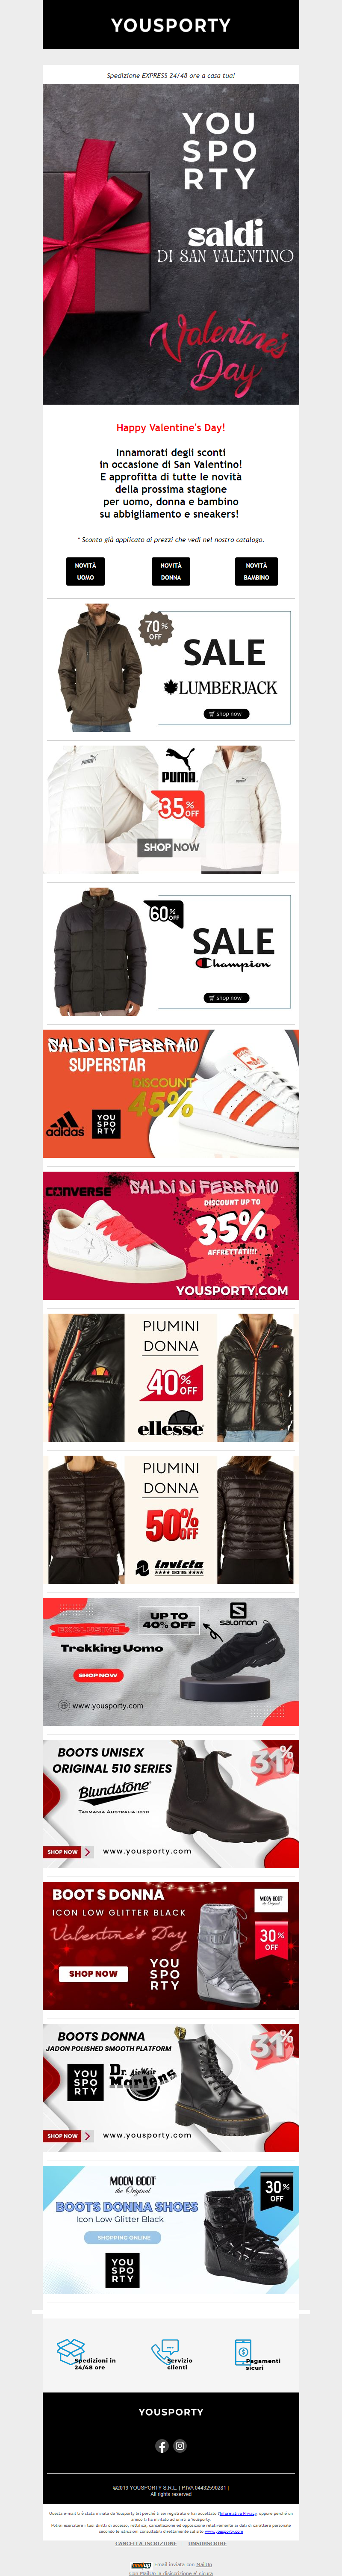 YOUSPORTY
Spedizione EXPRESS 24/48 ore a casa tua!
YOU
SPO
RTY
saldi
DI SAN VALENTINO
Valentine's
Day
Happy Valentine's Day!
Innamorati degli sconti
in occasione di San Valentino!
E approfitta di tutte le novità
della prossima stagione
per uomo, donna e bambino
su abbigliamento e sneakers!
* Sconto già applicato ai prezzi che vedi nel nostro catalogo.
NOVITÀ
UOMO
NOVITÀ
DONNA
NOVITÀ
BAMBINO
70%
OFF
SALE
LUMBERJACK
shop now
PUMA
PUMA
PUMA
35%
OFF
SHOP NOW
60%
OFF
SALE
Champion
shop now
SALDI DI FEBBRAIO
SUPERSTAR
DISCOUNT
45%
adidas
YOU
SPO
RTY
CONVERSE
SALDI DI FEBBRAIO
DISCOUNT UP TO
35%
AFFRETTATI!!!
YOUSPORTY.COM
PIUMINI
DONNA
40%
OFF
ellesse
PIUMINI
DONNA
50%
OFF
invicta
SINCE 1906
EXCLUSIVE
UP TO
40% OFF
SALOMON
Trekking Uomo
SHOP NOW
www.yousporty.com
BOOTS UNISEX
ORIGINAL 510 SERIES
31%
Blundstone
TASMANIA AUSTRALIA·1870
SHOP NOW
www.yousporty.com
BOOT S DONNA
ICON LOW GLITTER BLACK
Valentine's Day
MOON BOOT
the Original
30%
OFF
SHOP NOW
YOU
SPO
RTY
BOOTS DONNA
JADON POLISHED SMOOTH PLATFORM
31%
YOU
SPO
RTY
Dr. Martens
AirWair
SHOP NOW
www.yousporty.com
MOON BOOT
the Original
30%
OFF
BOOTS DONNA SHOES
Icon Low Glitter Black
SHOPPING ONLINE
YOU
SPO
RTY
Spedizioni in
24/48 ore
Servizio
clienti
Pagamenti
sicuri
YOUSPORTY
©2019 YOUSPORTY S.R.L. | P.IVA 04432590281 |
All rights reserved
Questa e-mail ti è stata inviata da Yousporty Srl perché ti sei registrato e hai accettato l'Informativa Privacy, oppure perché un
amico ti ha invitato ad unirti a YouSporty.
Potrai esercitare i tuoi diritti di accesso, rettifica, cancellazione ed opposizione relativamente ai dati di carattere personale
secondo le istruzioni consultabili direttamente sul sito www.yousporty.com
CANCELLA ISCRIZIONE | UNSUBSCRIBE
Email inviata con MailUp
Con MailUp la disiscrizione e' sicura